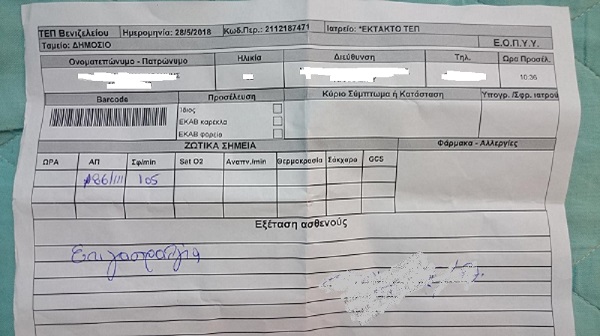 ΤΕΠ Βενιζελείου Ημερομηνία: 28/5/2018 Κωδ.Περ.: 2112187471 Ιατρείο: *ΕΚΤΑΚΤΟ ΤΕΠ
Ταμείο: ΔΗΜΟΣΙΟ Ε.Ο.Π.Υ.Υ.
Ονοματεπώνυμο - Πατρώνυμο Ηλικία Διεύθυνση Τηλ. Ώρα Προσέλ.
10:36
Barcode Προσέλευση Κύριο Σύμπτωμα ή Κατάσταση Υπογρ./Σφρ. ιατρού
Ίδιος
ΕΚΑΒ καρέκλα
ΕΚΑΒ φορείο
ΖΩΤΙΚΑ ΣΗΜΕΙΑ Φάρμακα - Αλλεργίες
ΩΡΑ ΑΠ Σφ/min Sat O2 Αναπν./min Θερμοκρασία Σάκχαρο GCS
186/111 105
Εξέταση ασθενούς
Επιγαστραλγία